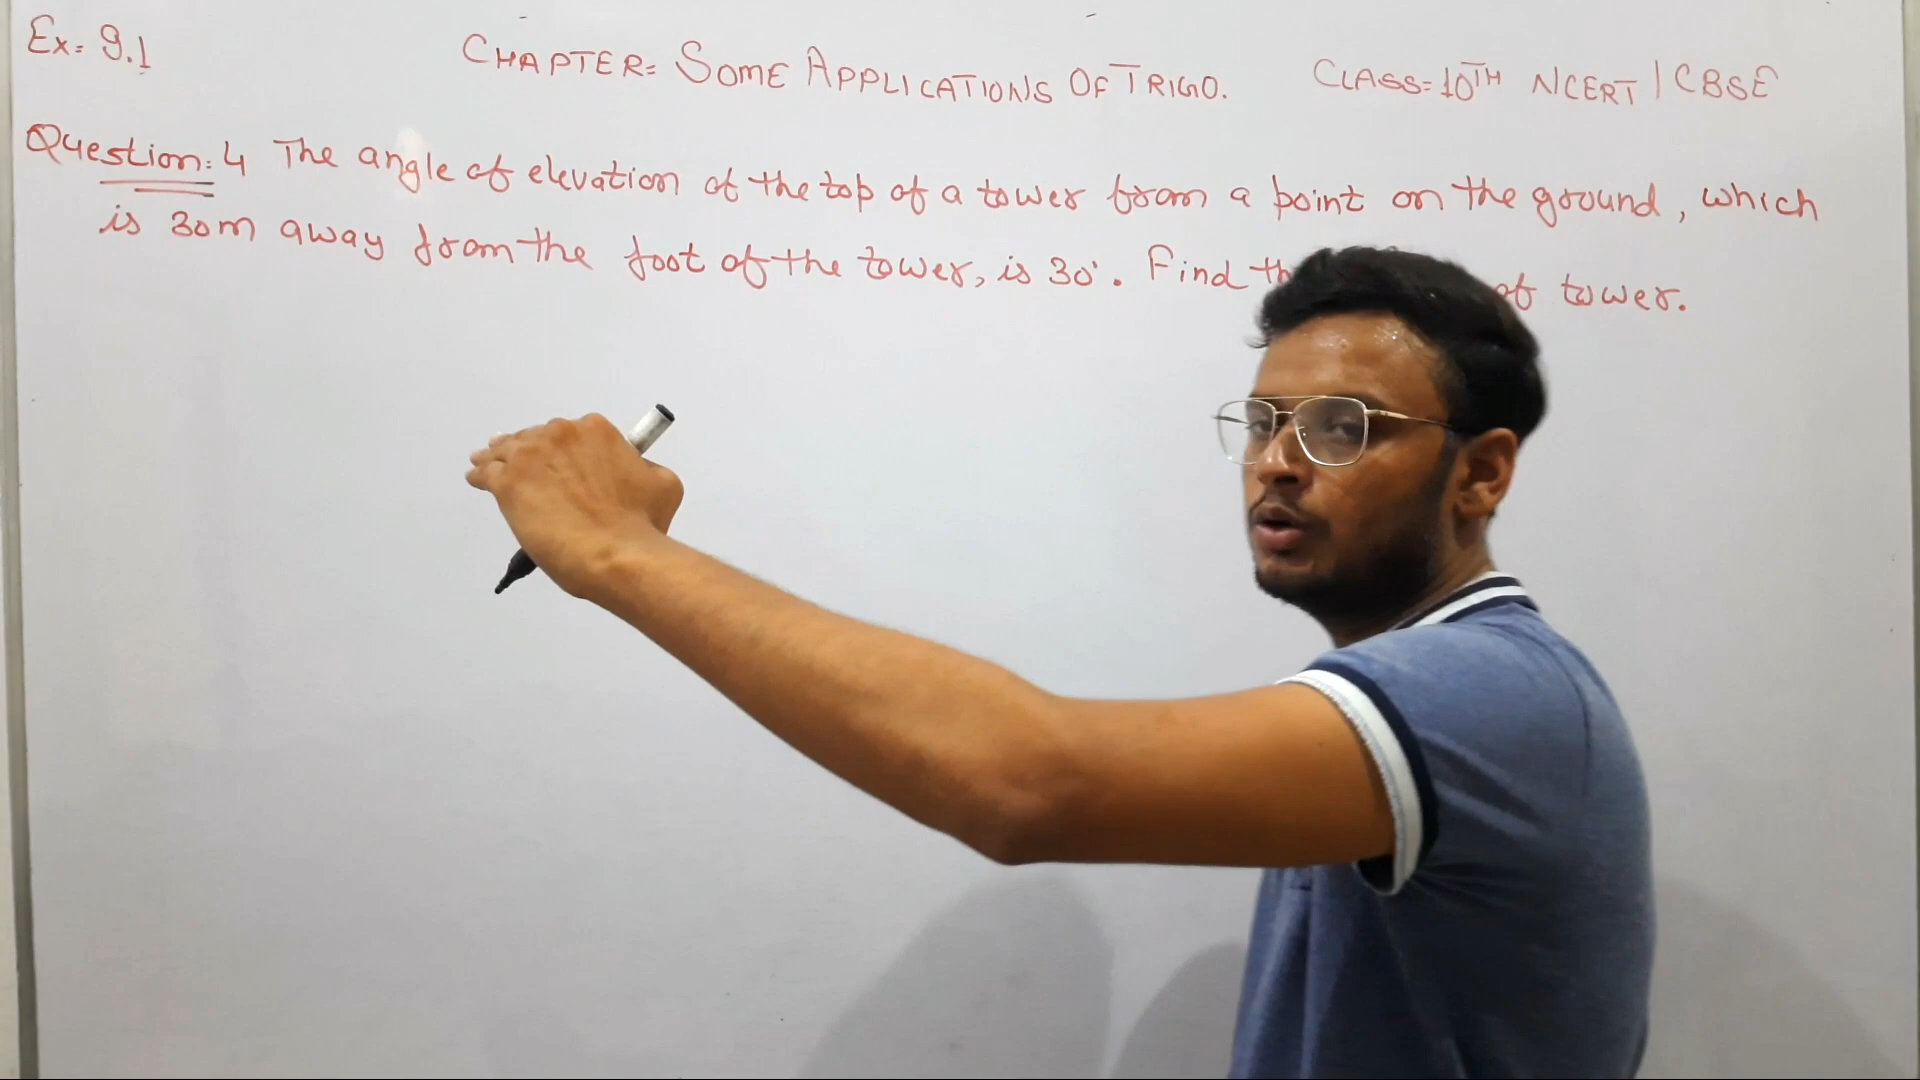 Ex= 9.1
CHAPTER= SOME APPLICATIONS OF TRIGO.
CLASS=10TH NCERT | CBSE
Question:4 The angle of elevation of the top of a tower from a point on the ground, which
is 30m away from the foot of the tower, is 30°. Find th of tower.